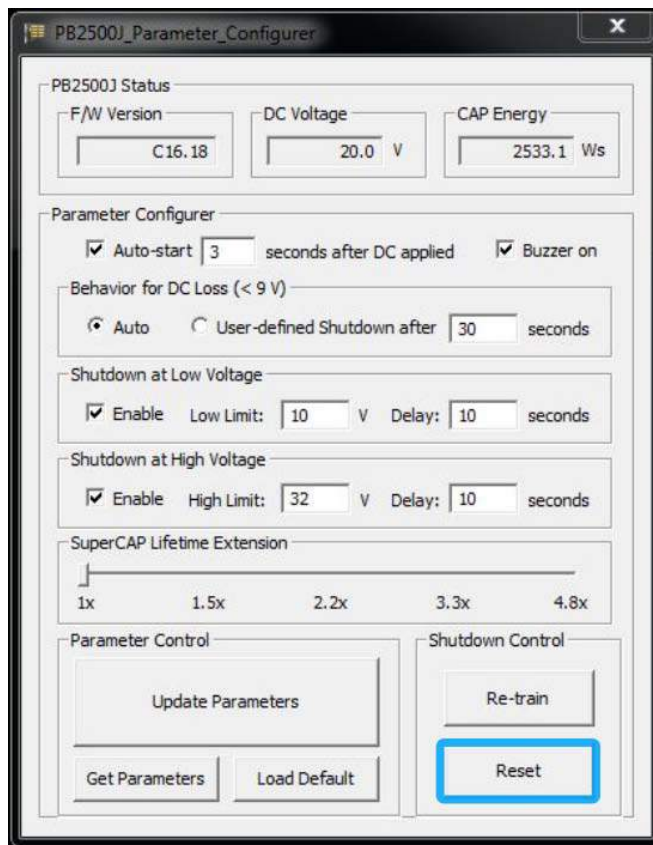 PB2500J_Parameter_Configurer
x
PB2500J Status
F/W Version DC Voltage CAP Energy
C16.18 20.0 V 2533.1 Ws
Parameter Configurer
Auto-start 3 seconds after DC applied Buzzer on
Behavior for DC Loss (< 9 V)
Auto User-defined Shutdown after 30 seconds
Shutdown at Low Voltage
Enable Low Limit: 10 V Delay: 10 seconds
Shutdown at High Voltage
Enable High Limit: 32 V Delay: 10 seconds
SuperCAP Lifetime Extension
1x 1.5x 2.2x 3.3x 4.8x
Parameter Control Shutdown Control
Update Parameters Re-train
Get Parameters Load Default Reset